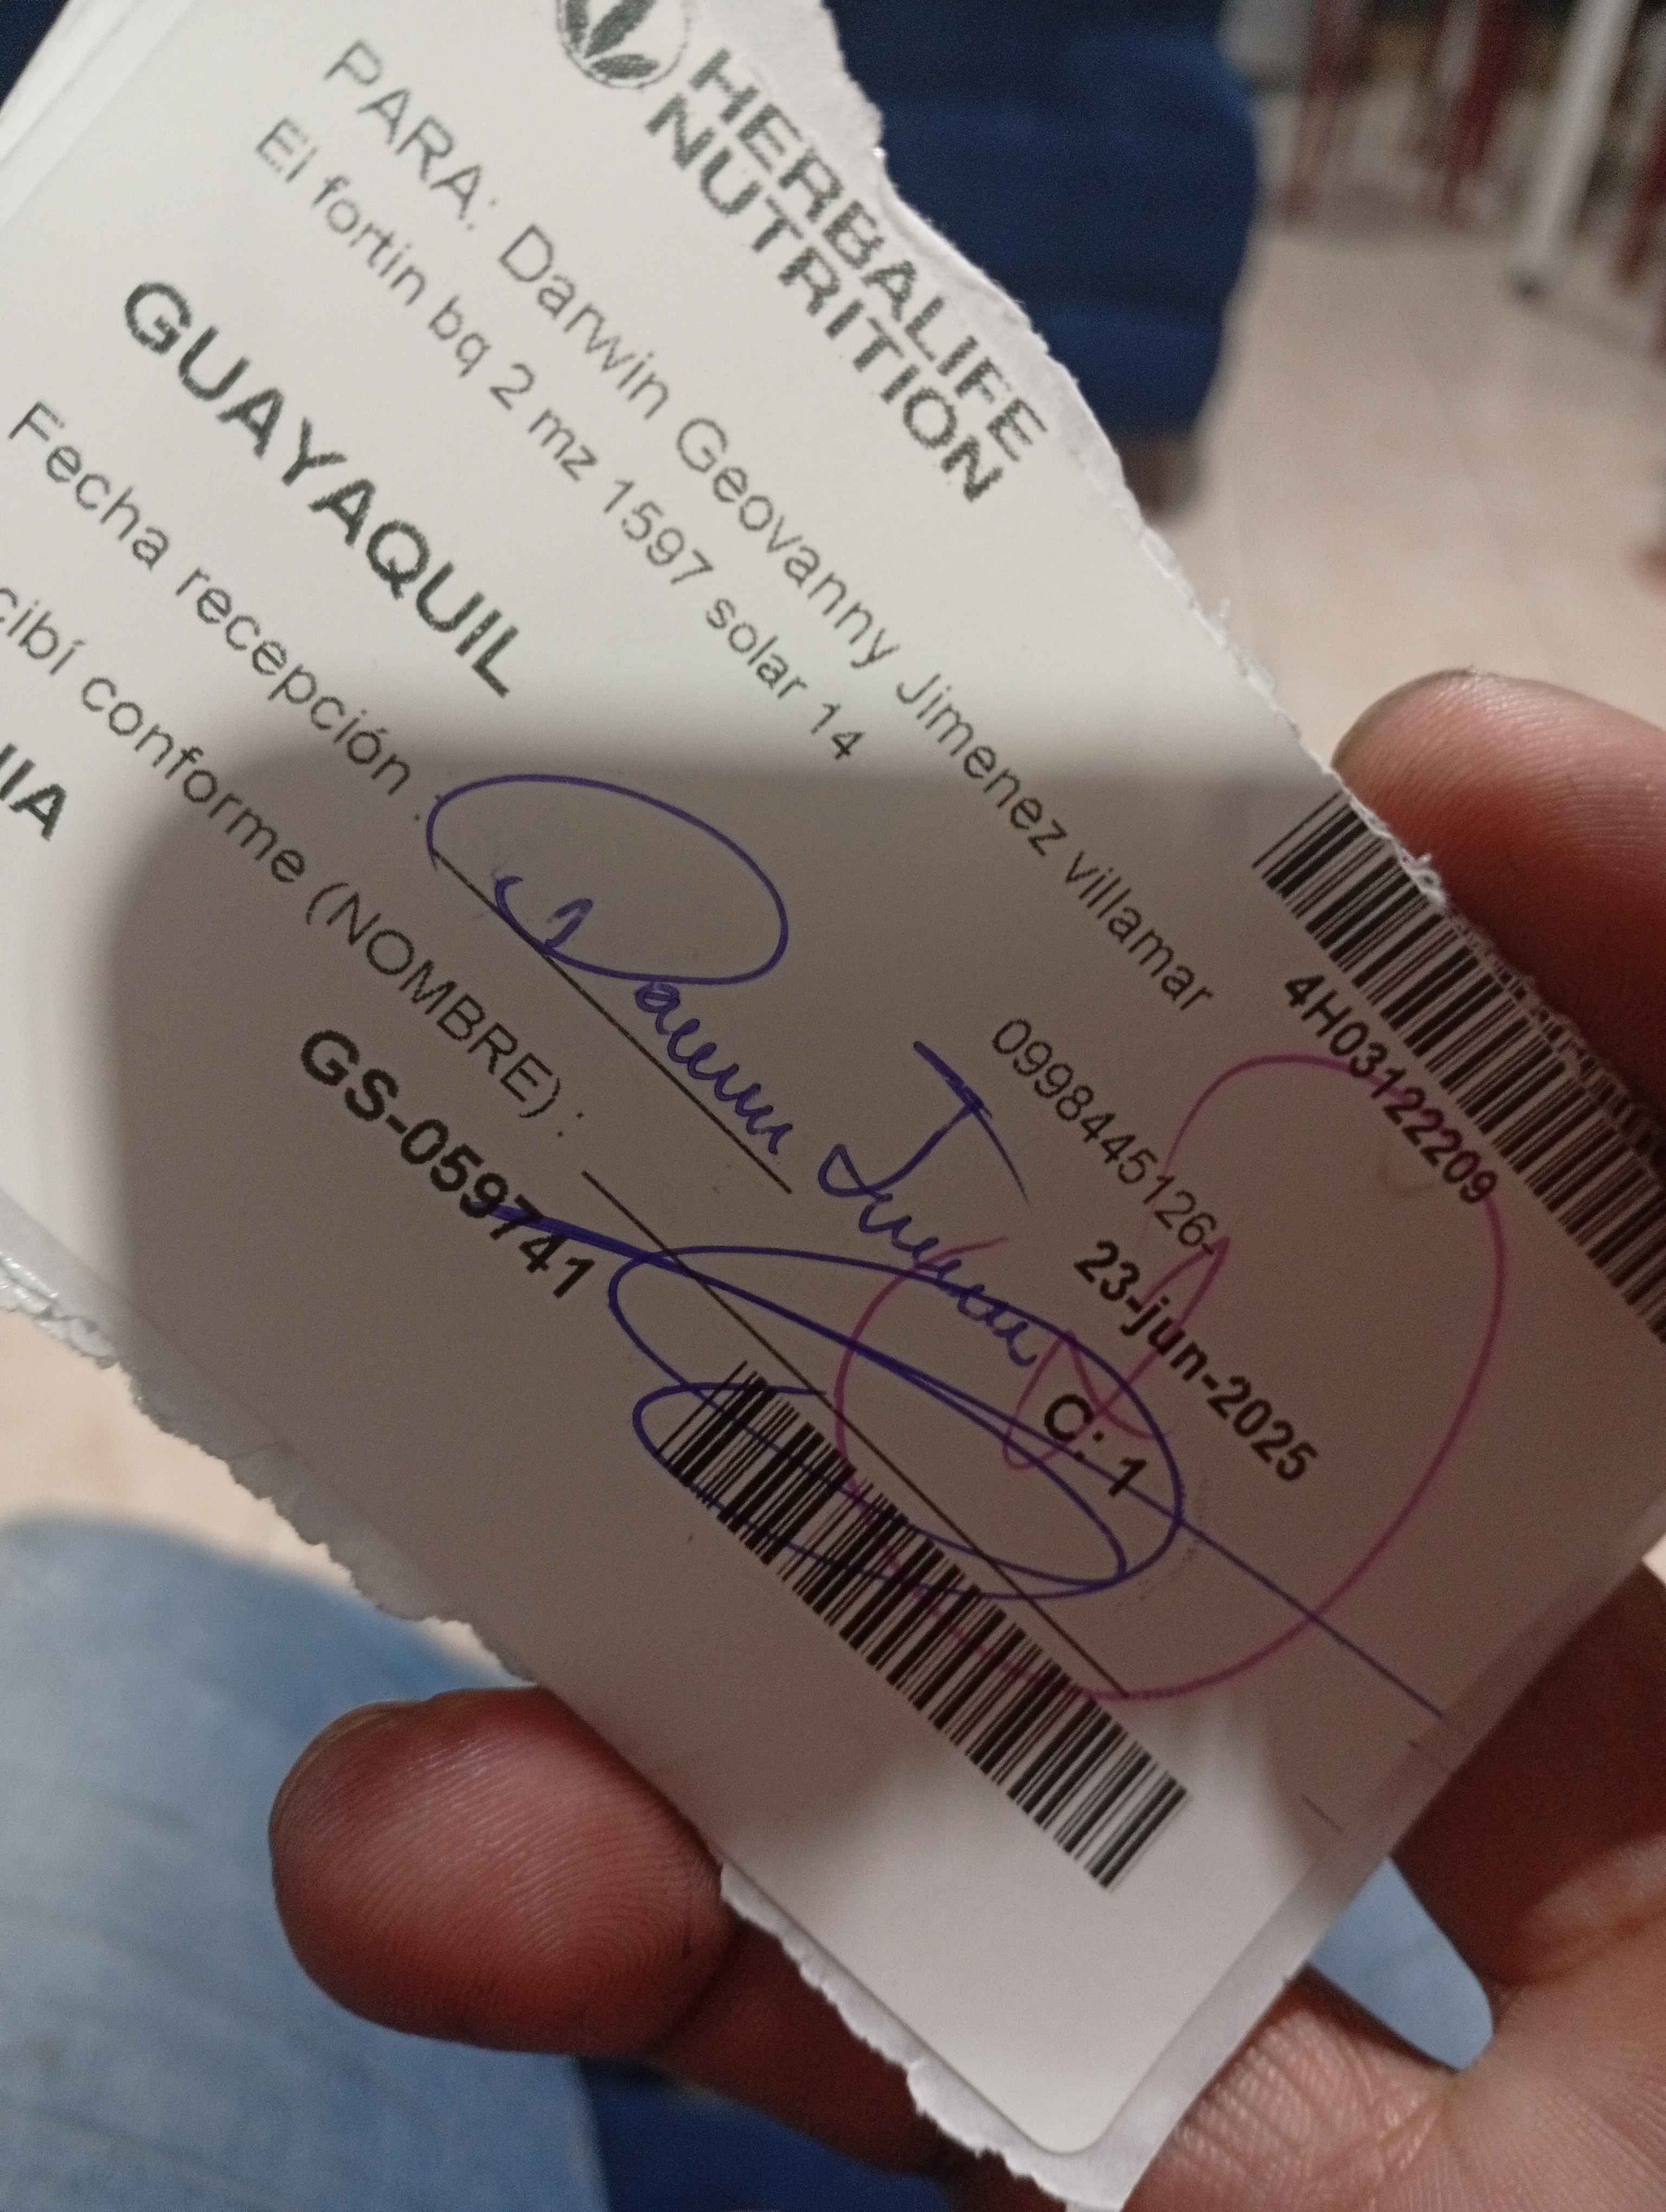 HERBALIFE
NUTRITION
4H03122209
PARA: Darwin Geovanny Jimenez villamar
El fortin bq 2 mz 1597 solar 14
0998445126-
GUAYAQUIL
23-jun-2025
Fecha recepción :
C: 1
cibí conforme (NOMBRE) :
GS-059741